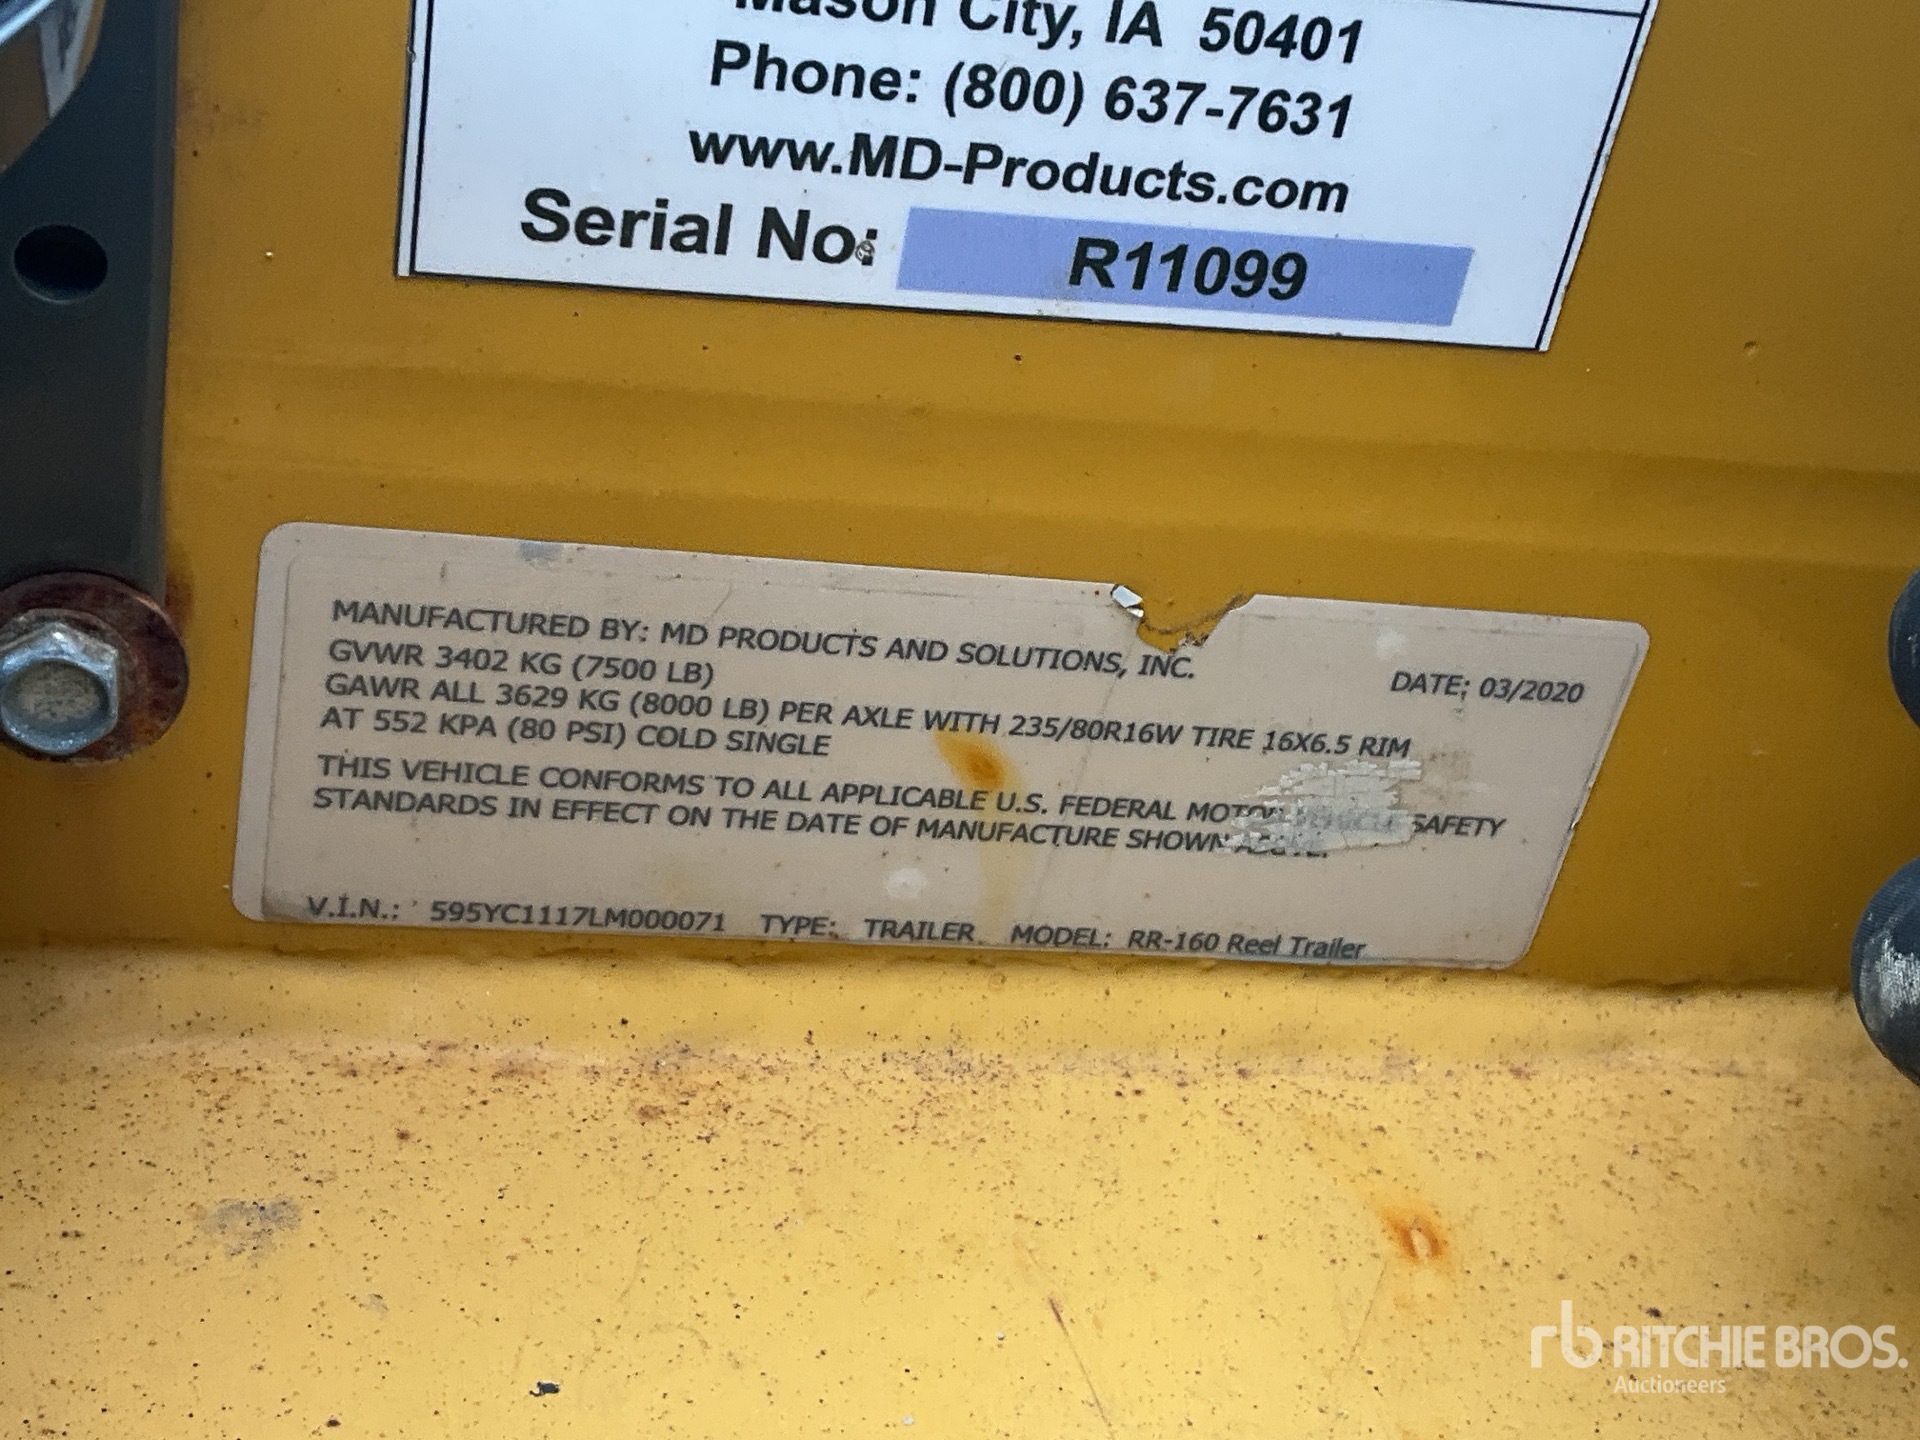 Mason City, IA 50401
Phone: (800) 637-7631
www.MD-Products.com
Serial No: R11099
MANUFACTURED BY: MD PRODUCTS AND SOLUTIONS, INC.
DATE: 03/2020
GVWR 3402 KG (7500 LB)
GAWR ALL 3629 KG (8000 LB) PER AXLE WITH 235/80R16W TIRE 16X6.5 RIM
AT 552 KPA (80 PSI) COLD SINGLE
THIS VEHICLE CONFORMS TO ALL APPLICABLE U.S. FEDERAL MOTOR VEHICLE SAFETY
STANDARDS IN EFFECT ON THE DATE OF MANUFACTURE SHOWN ABOVE.
V.I.N.: 595YC1117LM000071 TYPE: TRAILER MODEL: RR-160 Reel Trailer
rb RITCHIE BROS.
Auctioneers